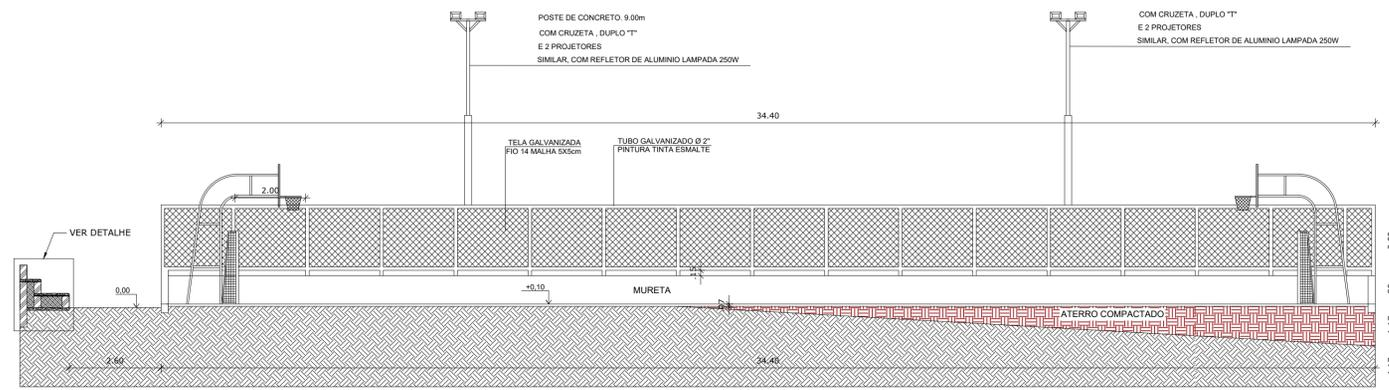 POSTE DE CONCRETO. 9.00m
COM CRUZETA , DUPLO "T"
E 2 PROJETORES
SIMILAR, COM REFLETOR DE ALUMINIO LAMPADA 250W
COM CRUZETA , DUPLO "T"
E 2 PROJETORES
SIMILAR, COM REFLETOR DE ALUMINIO LAMPADA 250W
34.40
TELA GALVANIZADA
FIO 14 MALHA 5X5cm
TUBO GALVANIZADO Ø 2"
PINTURA TINTA ESMALTE
2.00
VER DETALHE
.15
0,00
+0,10
MURETA
.07
ATERRO COMPACTADO
2.60
34.40